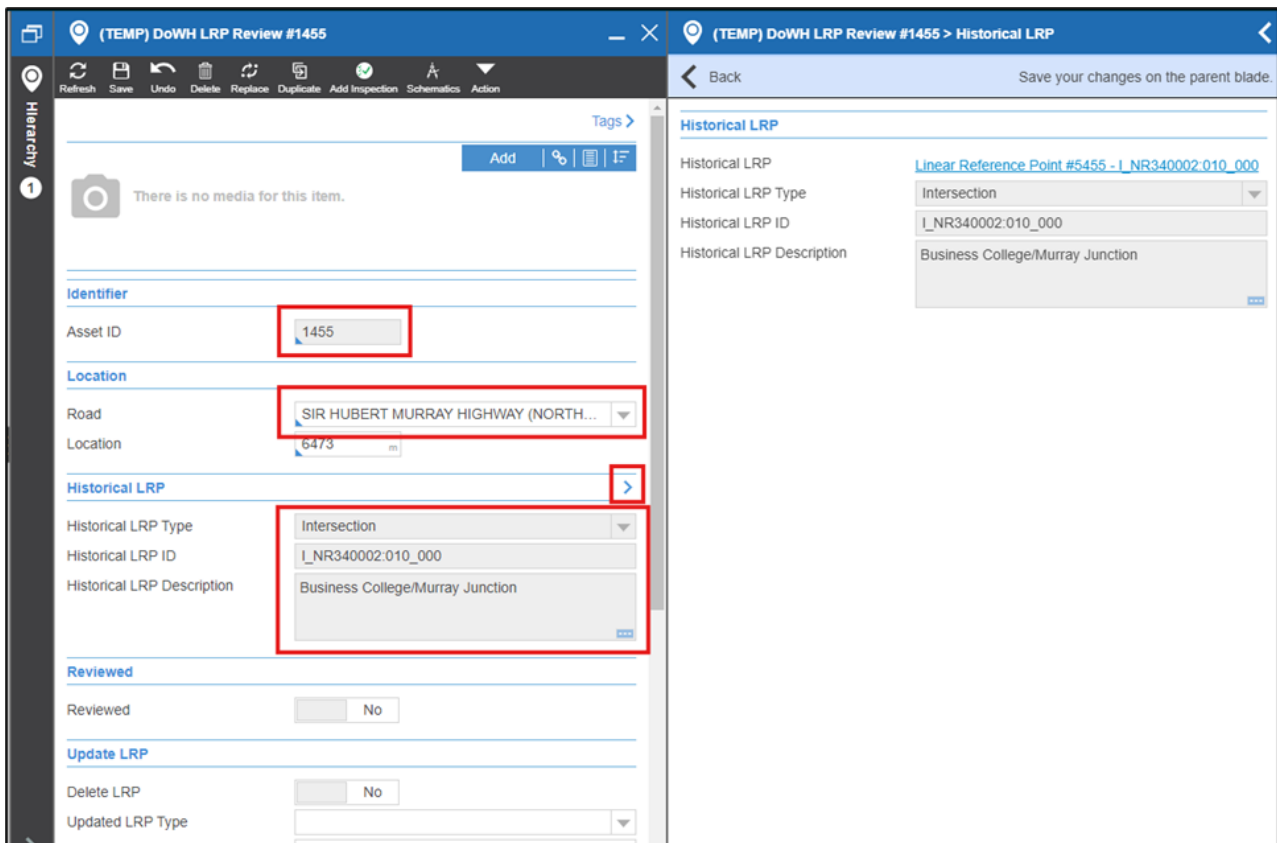 (TEMP) DoWH LRP Review #1455
Hierarchy
1
Refresh Save Undo Delete Replace Duplicate Add Inspection Schematics Action
Tags
Add
There is no media for this item.
Identifier
Asset ID 1455
Location
Road SIR HUBERT MURRAY HIGHWAY (NORTH...
Location 6473 m
Historical LRP
Historical LRP Type Intersection
Historical LRP ID I_NR340002:010_000
Historical LRP Description Business College/Murray Junction
Reviewed
Reviewed No
Update LRP
Delete LRP No
Updated LRP Type
(TEMP) DoWH LRP Review #1455 > Historical LRP
Back Save your changes on the parent blade.
Historical LRP
Historical LRP Linear Reference Point #5455 - I_NR340002:010_000
Historical LRP Type Intersection
Historical LRP ID I_NR340002:010_000
Historical LRP Description Business College/Murray Junction